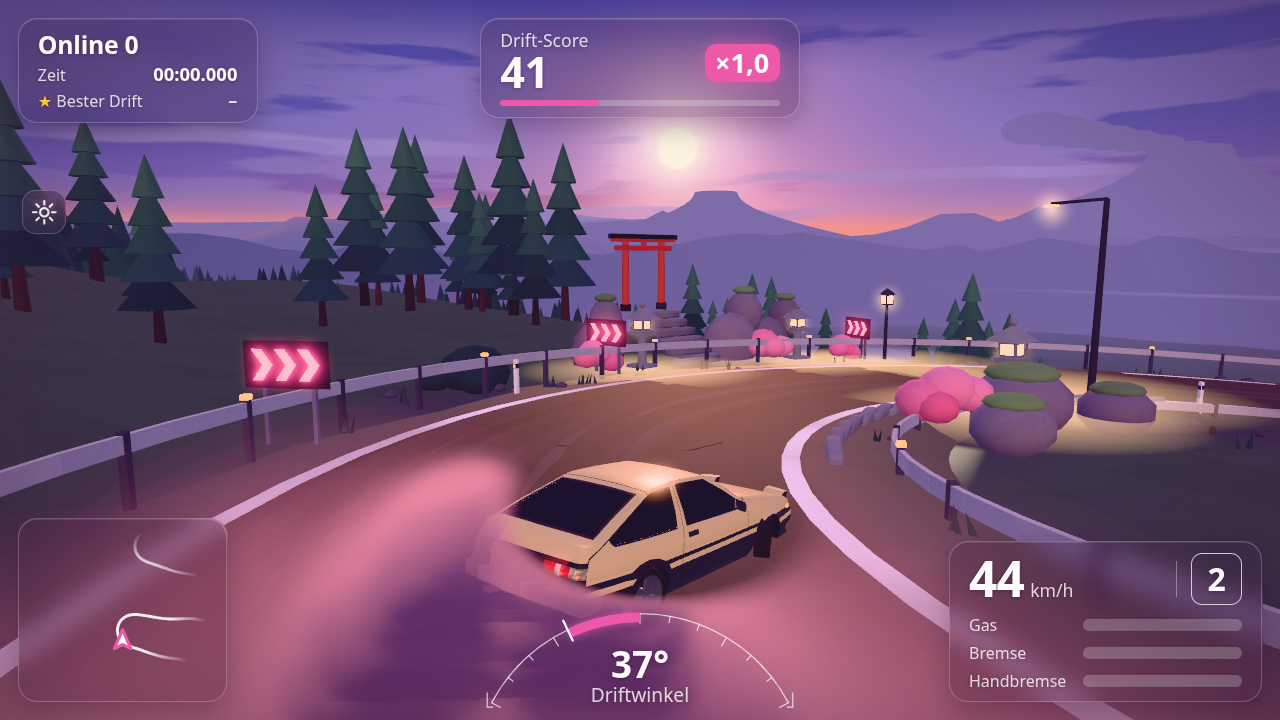 Online 0
Zeit 00:00.000
★ Bester Drift –
Drift-Score
41
×1,0
37°
Driftwinkel
44 km/h
2
Gas
Bremse
Handbremse